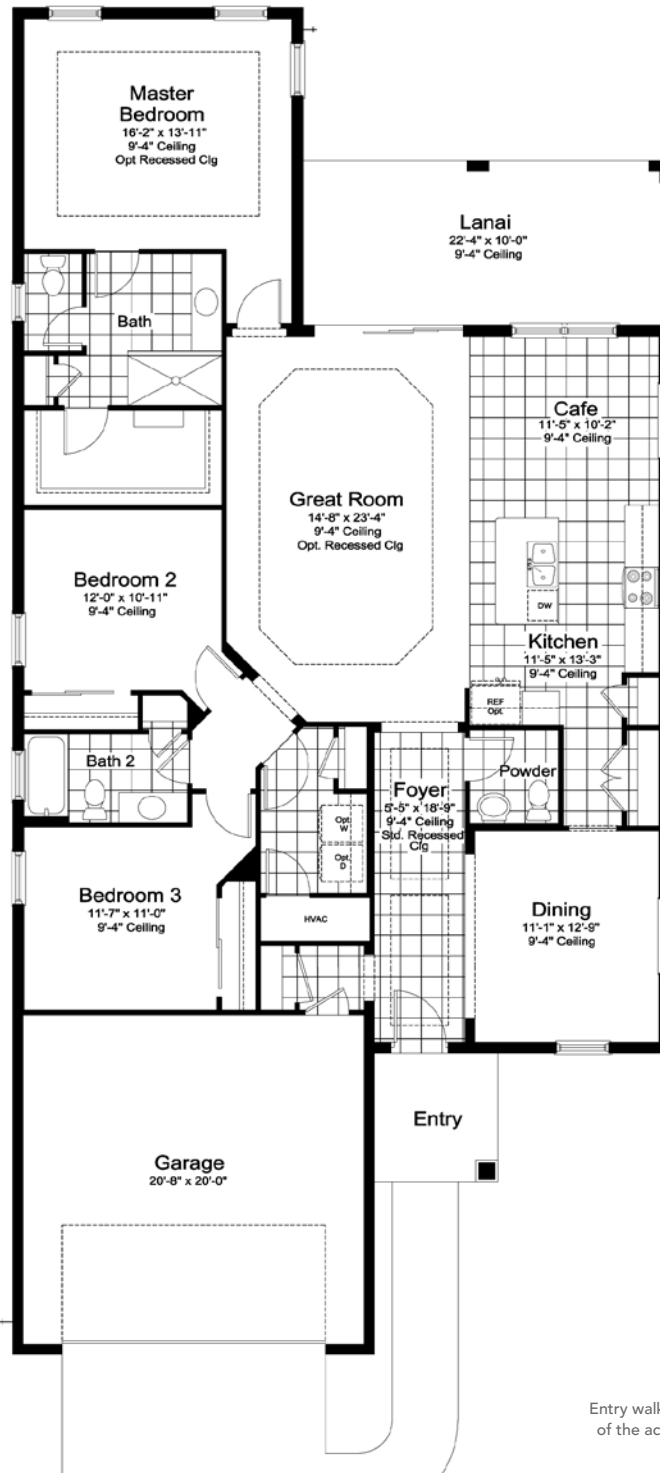 Master
Bedroom
16'-2" x 13'-11"
9'-4" Ceiling
Opt Recessed Clg
Lanai
22'-4" x 10'-0"
9'-4" Ceiling
Bath
Cafe
11'-5" x 10'-2"
9'-4" Ceiling
Great Room
14'-8" x 23'-4"
9'-4" Ceiling
Opt. Recessed Clg
DW
Bedroom 2
12'-0" x 10'-11"
9'-4" Ceiling
Kitchen
11'-5" x 13'-3"
9'-4" Ceiling
REF
Opt.
Bath 2
Powder
Foyer
5'-5" x 18'-9"
9'-4" Ceiling
Std. Recessed
Clg
Opt.
W
Opt.
D
Bedroom 3
11'-7" x 11'-0"
9'-4" Ceiling
HVAC
Dining
11'-1" x 12'-9"
9'-4" Ceiling
Entry
Garage
20'-8" x 20'-0"
Entry walk
of the ac